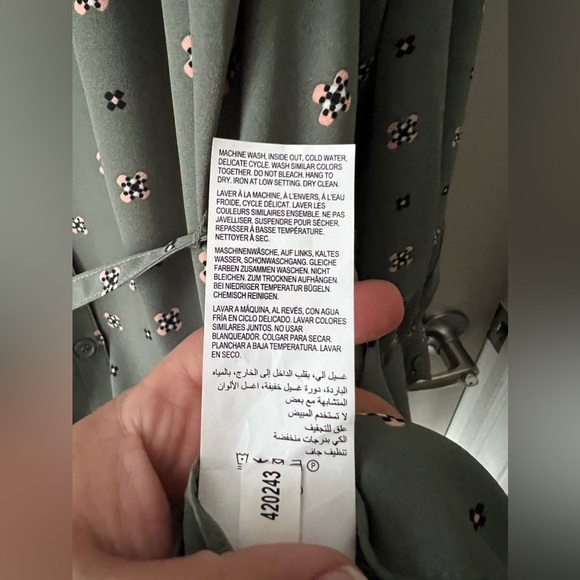 MACHINE WASH, INSIDE OUT, COLD WATER,
DELICATE CYCLE. WASH SIMILAR COLORS
TOGETHER. DO NOT BLEACH. HANG TO
DRY. IRON AT LOW SETTING. DRY CLEAN.
LAVER À LA MACHINE, À L'ENVERS, À L'EAU
FROIDE, CYCLE DÉLICAT. LAVER LES
COULEURS SIMILAIRES ENSEMBLE. NE PAS
JAVELLISER. SUSPENDRE POUR SÉCHER.
REPASSER À BASSE TEMPÉRATURE.
NETTOYER À SEC.
MASCHINENWÄSCHE, AUF LINKS, KALTES
WASSER, SCHONWASCHGANG. GLEICHE
FARBEN ZUSAMMEN WASCHEN. NICHT
BLEICHEN. ZUM TROCKNEN AUFHÄNGEN.
BEI NIEDRIGER TEMPERATUR BÜGELN.
CHEMISCH REINIGEN.
LAVAR A MÁQUINA, AL REVÉS, CON AGUA
FRÍA EN CICLO DELICADO. LAVAR COLORES
SIMILARES JUNTOS. NO USAR
BLANQUEADOR. COLGAR PARA SECAR.
PLANCHAR A BAJA TEMPERATURA. LAVAR
EN SECO.
غسيل آلي، بقلب الداخل إلى الخارج، بالمياه
الباردة، دورة غسيل خفيفة، اغسل الألوان
المتشابهة مع بعض
لا تستخدم المبيض
علق للتجفيف
الكي بدرجات منخفضة
تنظيف جاف
P
420243